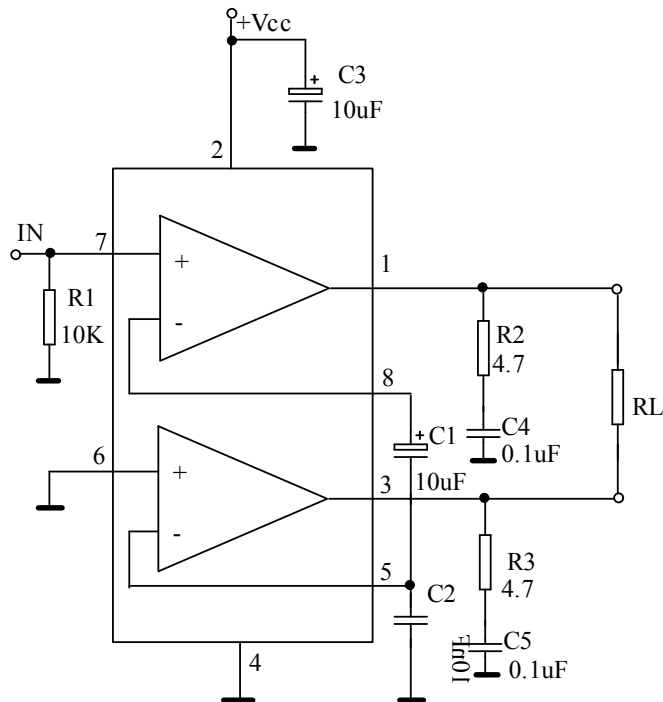 +Vcc
C3
10uF
2
IN
7
+
-
R1
10K
1
8
R2
4.7
RL
C4
0.1uF
+
C1
10uF
6
+
-
3
5
C2
R3
4.7
C5
0.1uF
10uF
4